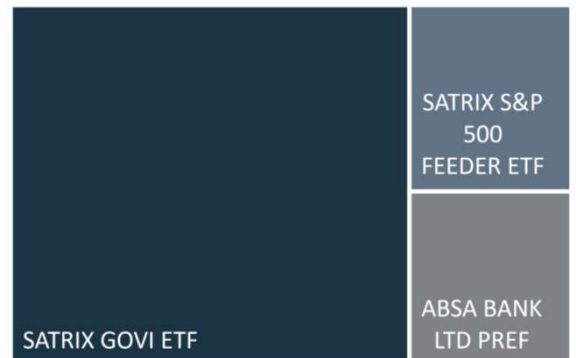 SATRIX GOVI ETF
SATRIX S&P
500
FEEDER ETF
ABSA BANK
LTD PREF